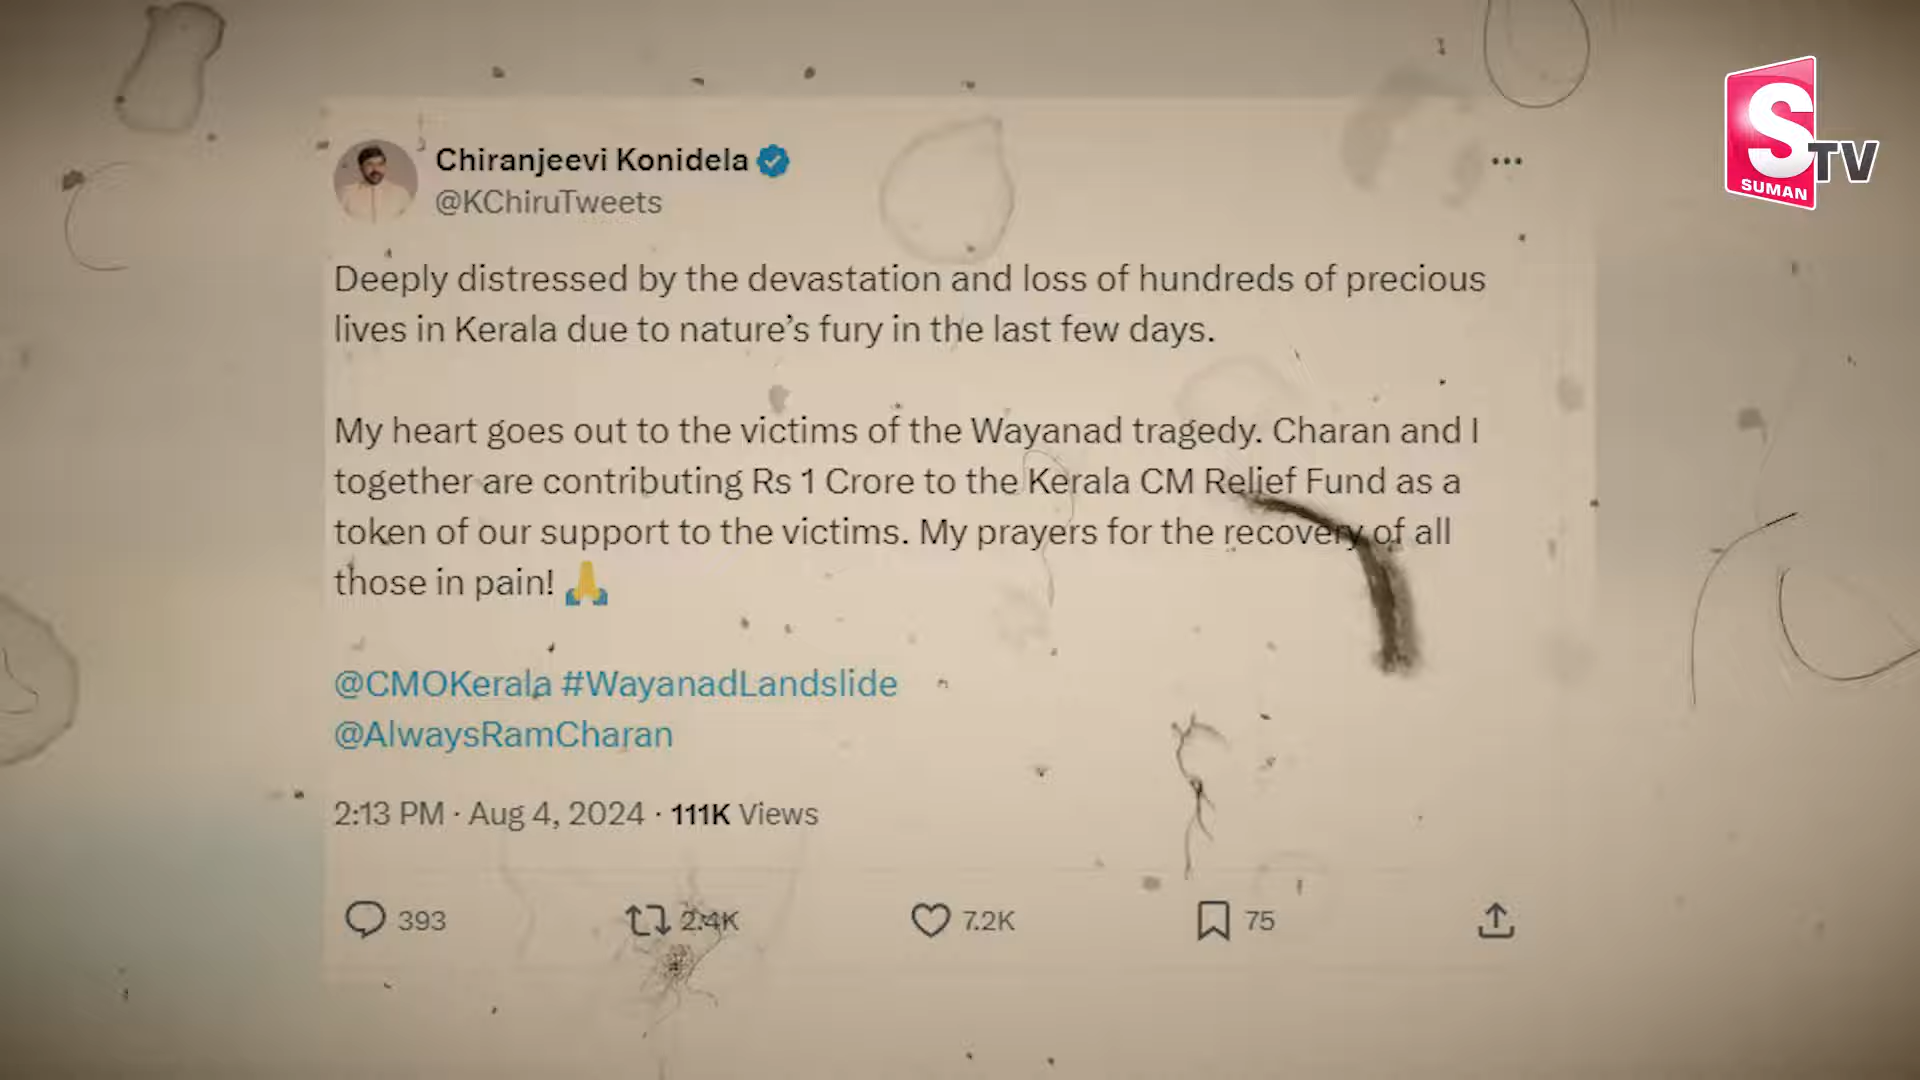 Chiranjeevi Konidela
@KChiruTweets
Deeply distressed by the devastation and loss of hundreds of precious
lives in Kerala due to nature’s fury in the last few days.
My heart goes out to the victims of the Wayanad tragedy. Charan and I
together are contributing Rs 1 Crore to the Kerala CM Relief Fund as a
token of our support to the victims. My prayers for the recovery of all
those in pain! 🙏
@CMOKerala #WayanadLandslide
@AlwaysRamCharan
2:13 PM · Aug 4, 2024 · 111K Views
393 2.4K 7.2K 75
S TV
SUMAN